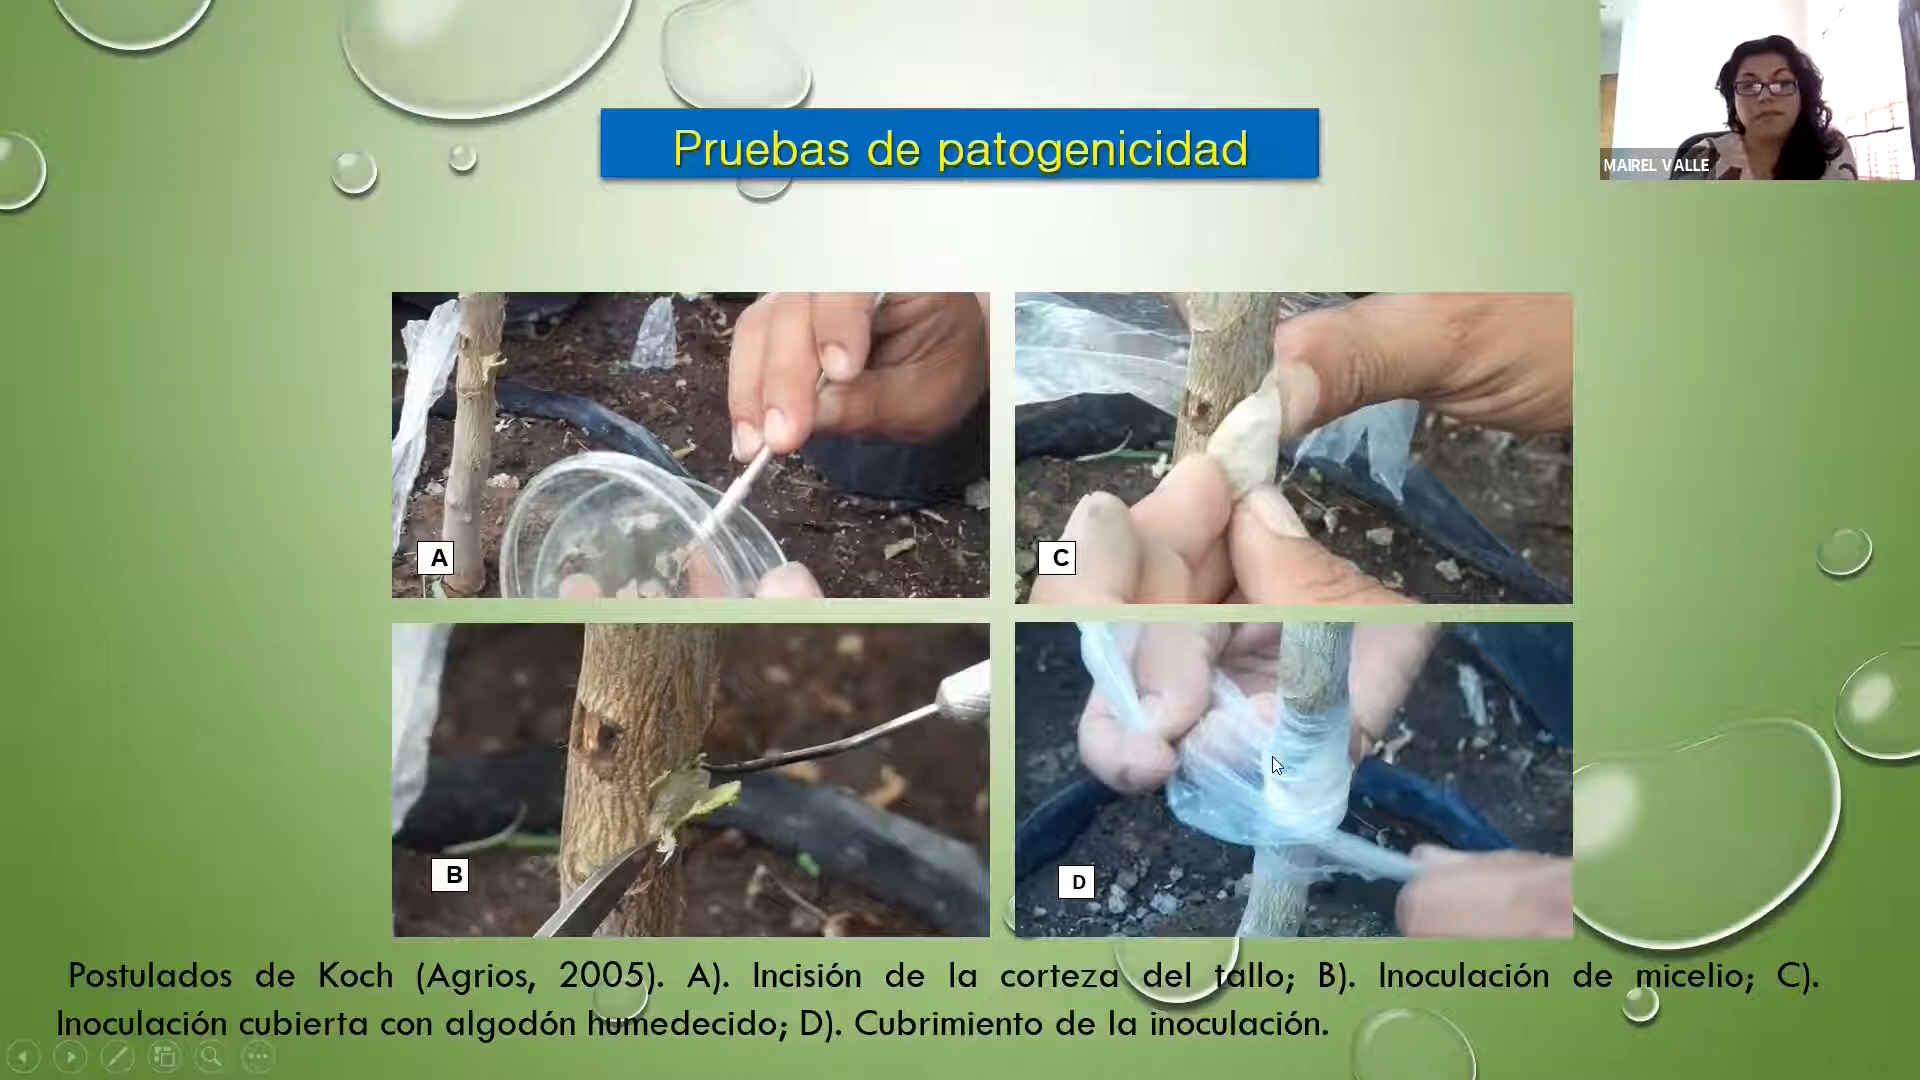 Pruebas de patogenicidad
MAIREL VALLE
A
C
B
D
Postulados de Koch (Agrios, 2005). A). Incisión de la corteza del tallo; B). Inoculación de micelio; C).
Inoculación cubierta con algodón humedecido; D). Cubrimiento de la inoculación.